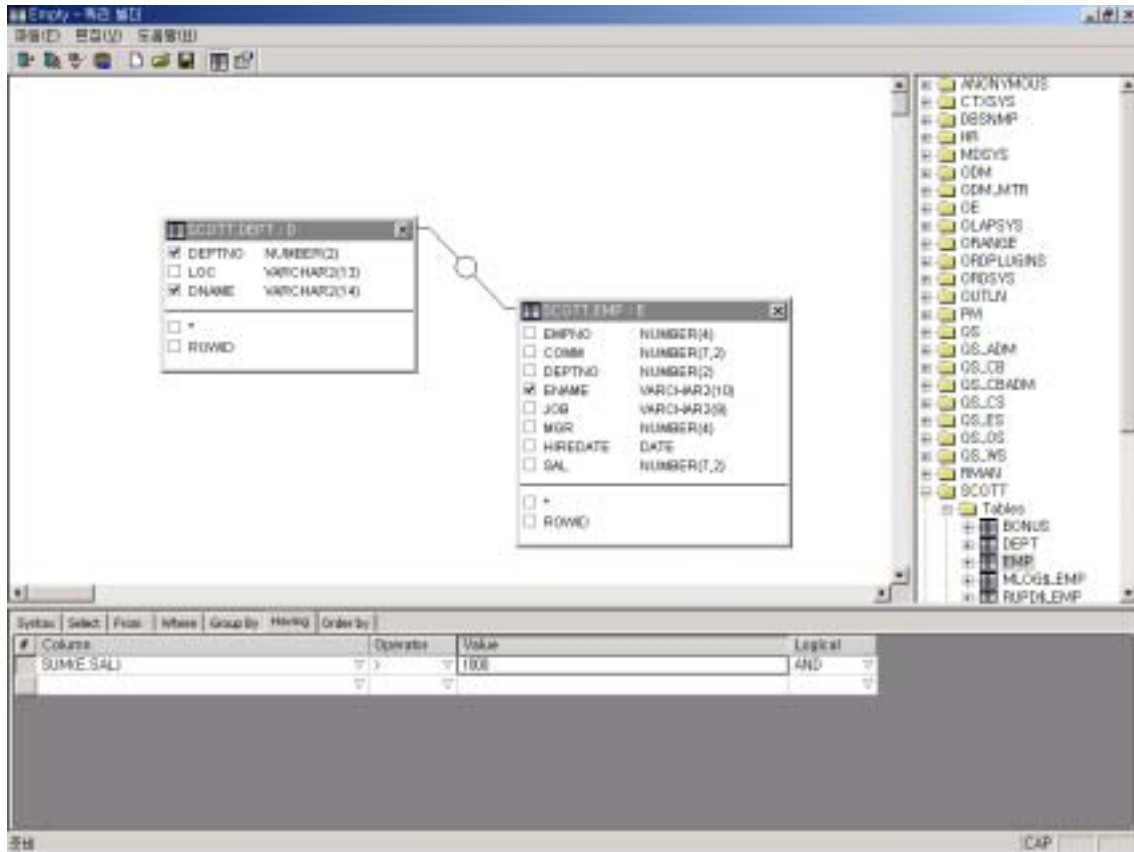 Empty - 쿼리 빌더
파일(F) 편집(V) 도움말(H)
SCOTT.DEPT : D
DEPTNO NUMBER(2)
LOC VARCHAR2(13)
DNAME VARCHAR2(14)
*
ROWID
SCOTT.EMP : E
EMPNO NUMBER(4)
COMM NUMBER(7,2)
DEPTNO NUMBER(2)
ENAME VARCHAR2(10)
JOB VARCHAR2(9)
MGR NUMBER(4)
HIREDATE DATE
SAL NUMBER(7,2)
*
ROWID
ANONYMOUS
CTXSYS
DBSNMP
HR
MDSYS
ODM
ODM_MTR
OE
OLAPSYS
ORANGE
ORDPLUGINS
ORDSYS
OUTLN
PM
QS
QS_ADM
QS_CB
QS_CBADM
QS_CS
QS_ES
QS_OS
QS_WS
RMAN
SCOTT
Tables
BONUS
DEPT
EMP
MLOG$_EMP
RUPD$_EMP
Syntax Select From Where Group By Having Order by
# Column Operator Value Logical
SUM(E.SAL) > 1000 AND
준비
CAP